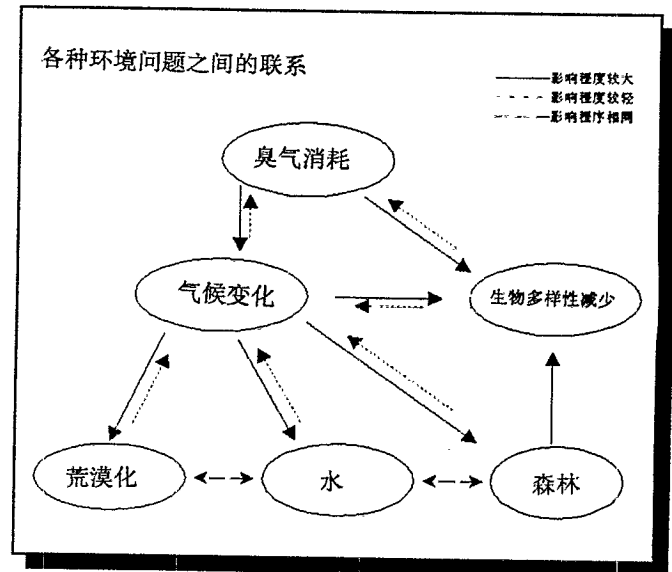 各种环境问题之间的联系
影响程度较大
影响程度较轻
影响程序相同
臭气消耗
气候变化
生物多样性减少
荒漠化
水
森林